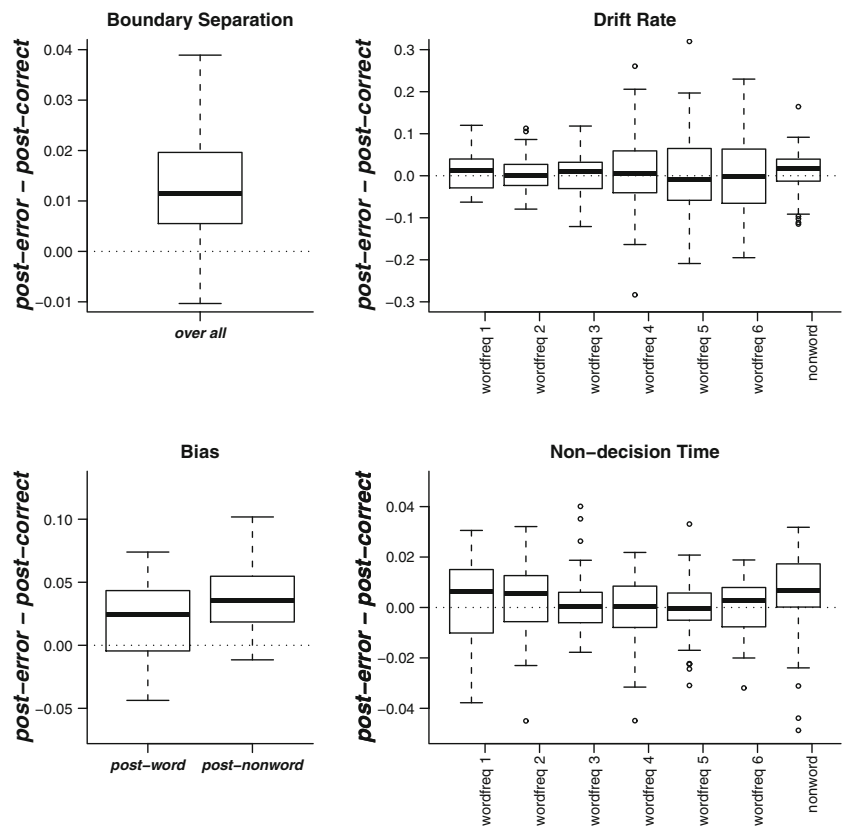 Boundary Separation
post−error − post−correct
0.04
0.03
0.02
0.01
0.00
−0.01
over all
Drift Rate
post−error − post−correct
0.3
0.2
0.1
0.0
−0.1
−0.2
−0.3
wordfreq 1
wordfreq 2
wordfreq 3
wordfreq 4
wordfreq 5
wordfreq 6
nonword
Bias
post−error − post−correct
0.10
0.05
0.00
−0.05
post−word
post−nonword
Non−decision Time
post−error − post−correct
0.04
0.02
0.00
−0.02
−0.04
wordfreq 1
wordfreq 2
wordfreq 3
wordfreq 4
wordfreq 5
wordfreq 6
nonword